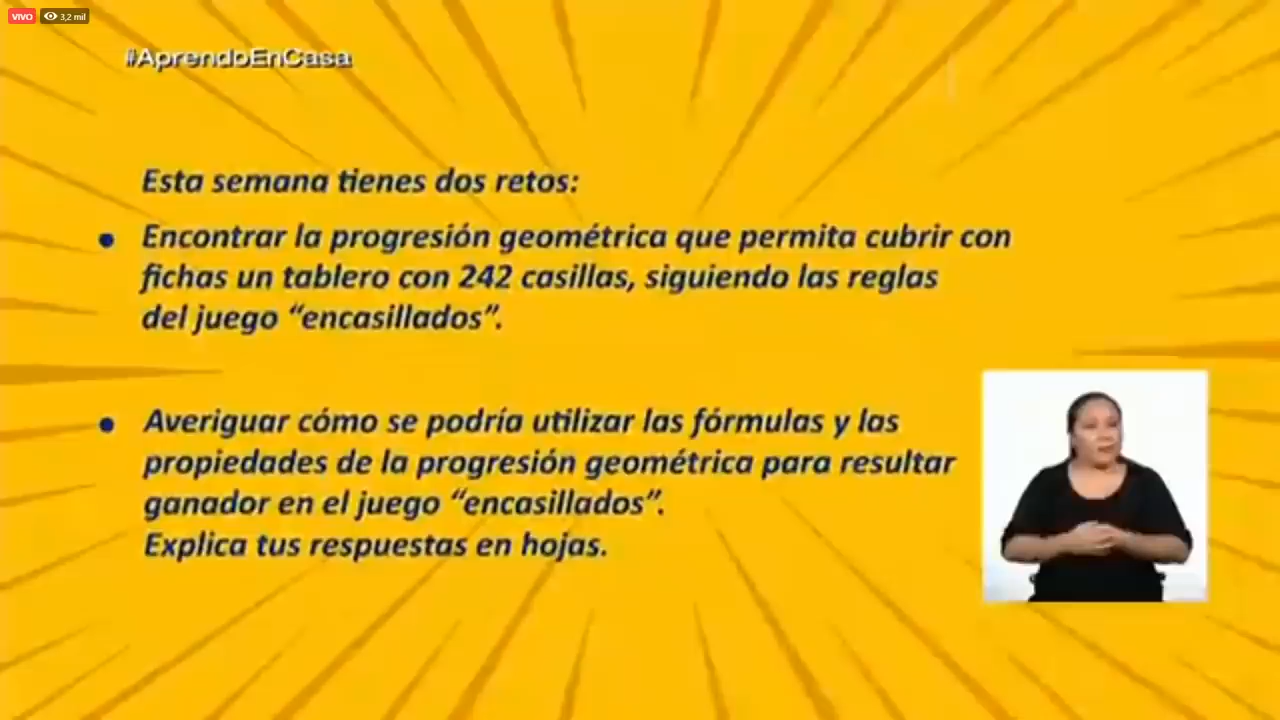 VIVO 3,2 mil
#AprendoEnCasa
Esta semana tienes dos retos:
• Encontrar la progresión geométrica que permita cubrir con
fichas un tablero con 242 casillas, siguiendo las reglas
del juego “encasillados”.
• Averiguar cómo se podría utilizar las fórmulas y las
propiedades de la progresión geométrica para resultar
ganador en el juego “encasillados”.
Explica tus respuestas en hojas.